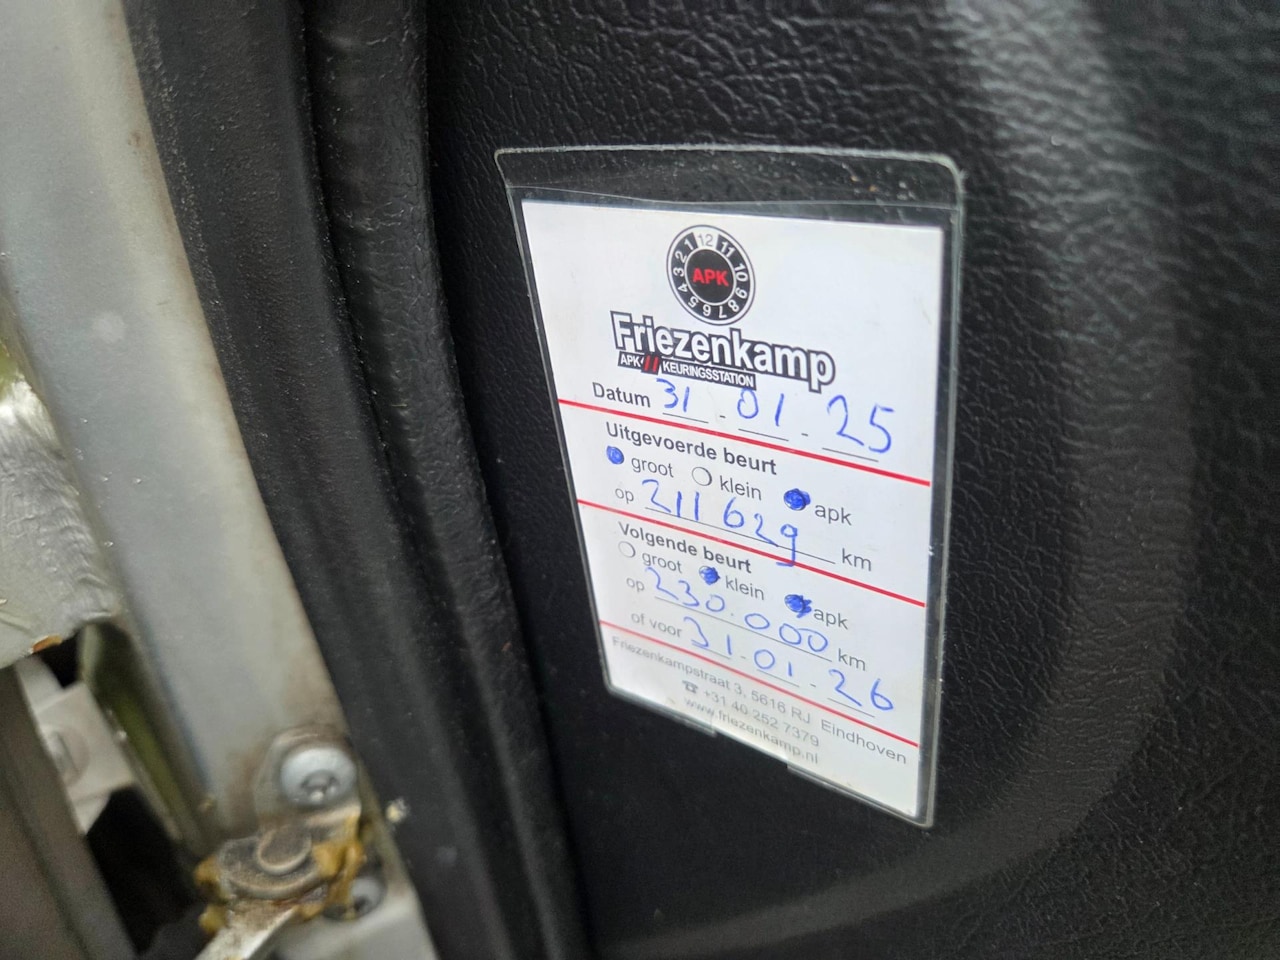 1 12 11 10 9 8 7 6 5 4 3 2
APK
Friezenkamp
APK// KEURINGSSTATION
Datum 31 - 01 - 25
Uitgevoerde beurt
groot klein apk
op 211629 km
Volgende beurt
groot klein apk
op 230.000 km
of voor 31 - 01 - 26
Friezenkampstraat 3, 5616 RJ Eindhoven
☎ +31 40 252 7379
www.friezenkamp.nl